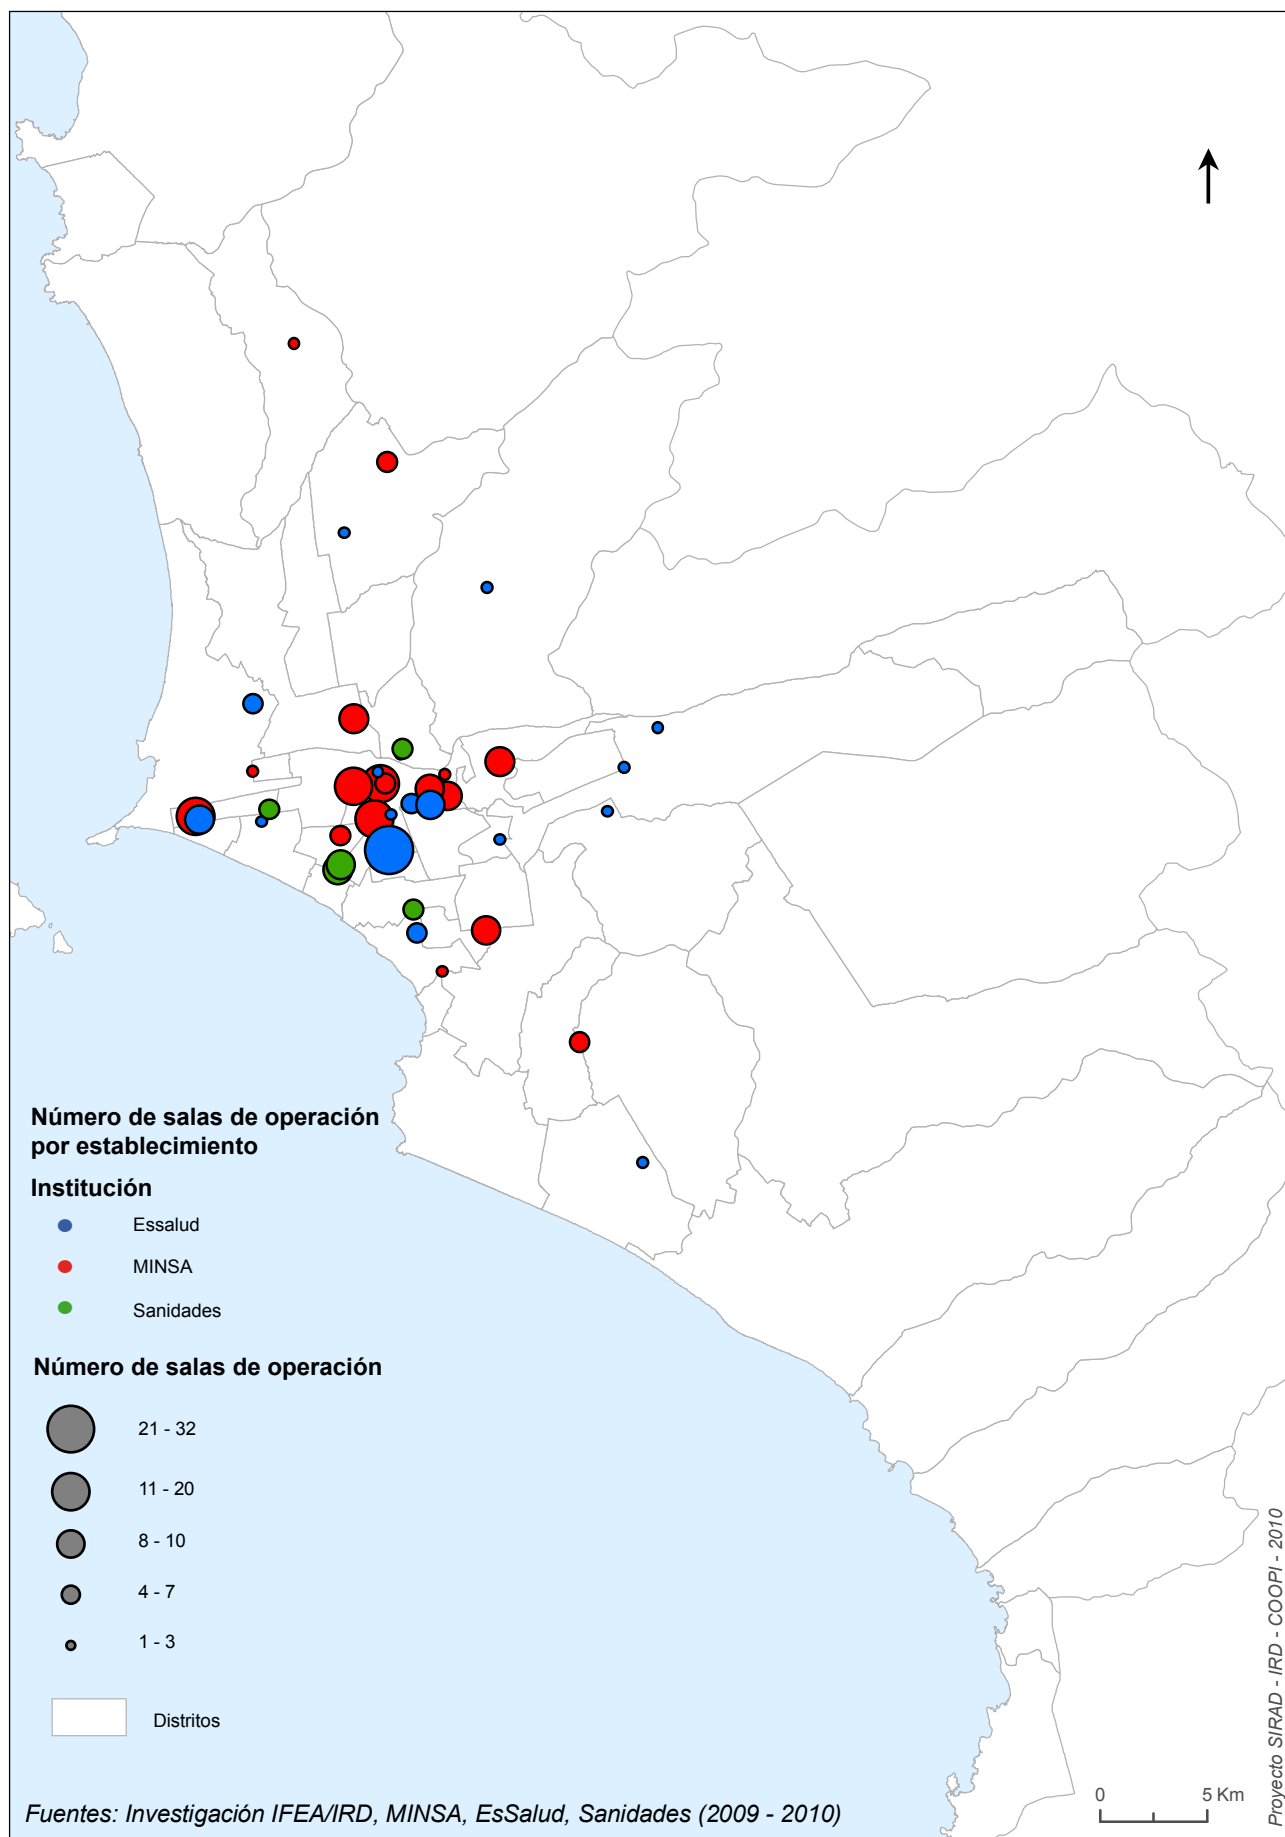 Número de salas de operación
por establecimiento
Institución
Essalud
MINSA
Sanidades
Número de salas de operación
21 - 32
11 - 20
8 - 10
4 - 7
1 - 3
Distritos
Fuentes: Investigación IFEA/IRD, MINSA, EsSalud, Sanidades (2009 - 2010)
0 5 Km
Proyecto SIRAD - IRD - COOPI - 2010